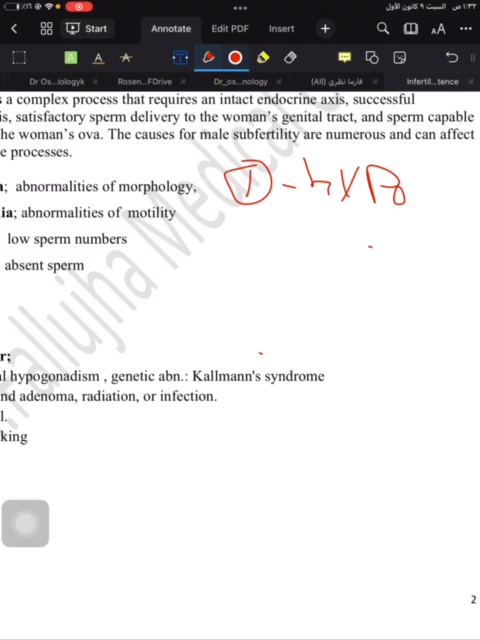 ١:٣٢ ص السبت ٩ كانون الأول
Start Annotate Edit PDF Insert
Dr Os...iologyk × Rosen...FDrive × Dr_os...nology × فارما نظري (All) × Infertil...tence ×
s a complex process that requires an intact endocrine axis, successful
is, satisfactory sperm delivery to the woman's genital tract, and sperm capable
he woman's ova. The causes for male subfertility are numerous and can affect
e processes.
a; abnormalities of morphology,
ia; abnormalities of motility
low sperm numbers
absent sperm
allujha Medical
r;
al hypogonadism , genetic abn.: Kallmann's syndrome
nd adenoma, radiation, or infection.
l.
king
2